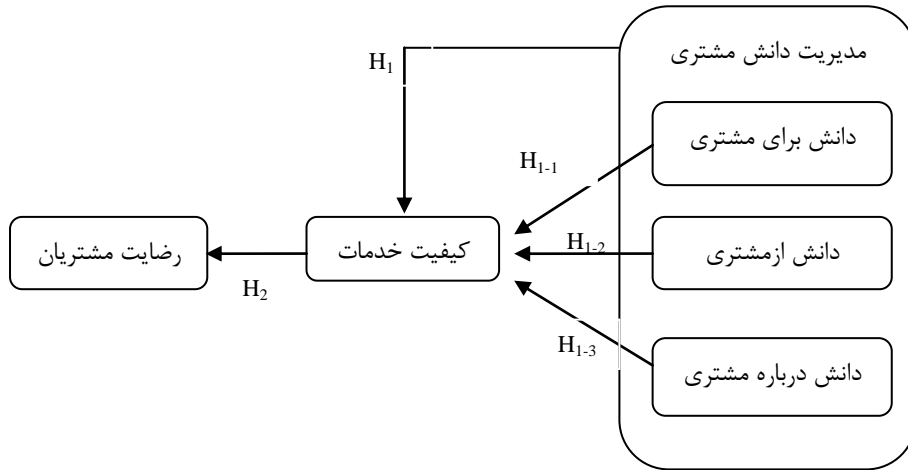 مدیریت دانش مشتری
H1
دانش برای مشتری
H1-1
دانش ازمشتری
H1-2
کیفیت خدمات
رضایت مشتریان
H2
دانش درباره مشتری
H1-3